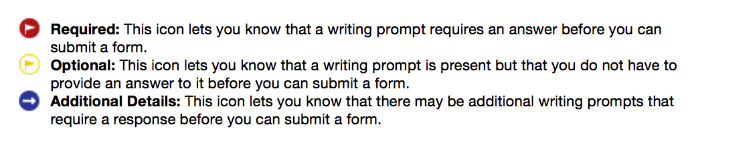 Required: This icon lets you know that a writing prompt requires an answer before you can
submit a form.
Optional: This icon lets you know that a writing prompt is present but that you do not have to
provide an answer to it before you can submit a form.
Additional Details: This icon lets you know that there may be additional writing prompts that
require a response before you can submit a form.